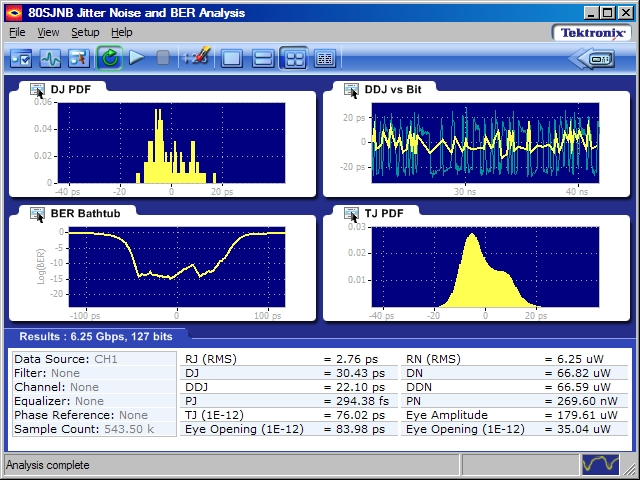 80SJNB Jitter Noise and BER Analysis
File View Setup Help
Tektronix
DJ PDF
0.06
0.04
0.02
0
-40 ps -20 0 20 ps
DDJ vs Bit
20 ps
0
-20 ps
30 ns 40 ns
BER Bathtub
Log(BER)
0
-5
-10
-15
-20
-100 ps 0 100 ps
TJ PDF
0.03
0.02
0.01
-40 ps -20 0 20 ps
Results : 6.25 Gbps, 127 bits
Data Source: CH1
Filter: None
Channel: None
Equalizer: None
Phase Reference: None
Sample Count: 543.50 k
RJ (RMS) = 2.76 ps
DJ = 30.43 ps
DDJ = 22.10 ps
PJ = 294.38 fs
TJ (1E-12) = 76.02 ps
Eye Opening (1E-12) = 83.98 ps
RN (RMS) = 6.25 uW
DN = 66.82 uW
DDN = 66.59 uW
PN = 269.60 nW
Eye Amplitude = 179.61 uW
Eye Opening (1E-12) = 35.04 uW
Analysis complete